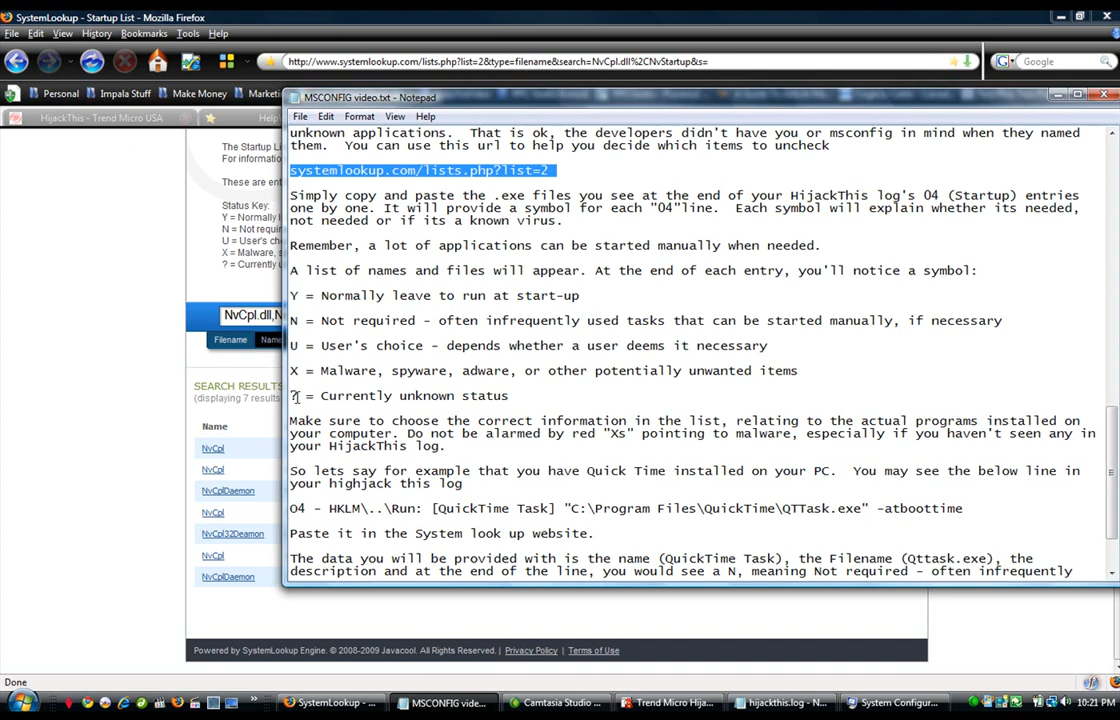 SystemLookup - Startup List - Mozilla Firefox
File Edit View History Bookmarks Tools Help
http://www.systemlookup.com/lists.php?list=2&type=filename&search=NvCpl.dll%2CNvStartup&s=
Google
Personal Impala Stuff Make Money Marketi
HijackThis - Trend Micro USA
Help
MSCONFIG video.txt - Notepad
File Edit Format View Help
unknown applications. That is ok, the developers didn't have you or msconfig in mind when they named
them. You can use this url to help you decide which items to uncheck
systemlookup.com/lists.php?list=2
Simply copy and paste the .exe files you see at the end of your HijackThis log's O4 (Startup) entries
one by one. It will provide a symbol for each "O4"line. Each symbol will explain whether its needed,
not needed or if its a known virus.
Remember, a lot of applications can be started manually when needed.
A list of names and files will appear. At the end of each entry, you'll notice a symbol:
Y = Normally leave to run at start-up
N = Not required - often infrequently used tasks that can be started manually, if necessary
U = User's choice - depends whether a user deems it necessary
X = Malware, spyware, adware, or other potentially unwanted items
? = Currently unknown status
Make sure to choose the correct information in the list, relating to the actual programs installed on
your computer. Do not be alarmed by red "Xs" pointing to malware, especially if you haven't seen any in
your HijackThis log.
So lets say for example that you have Quick Time installed on your PC. You may see the below line in
your highjack this log
O4 - HKLM\..\Run: [QuickTime Task] "C:\Program Files\QuickTime\QTTask.exe" -atboottime
Paste it in the System look up website.
The data you will be provided with is the name (QuickTime Task), the Filename (Qttask.exe), the
description and at the end of the line, you would see a N, meaning Not required - often infrequently
The Startup Lis
For information
These are ent
Status Key:
Y = Normally l
N = Not requir
U = User's cho
X = Malware, s
? = Currently u
NvCpl.dll,N
Filename Name
SEARCH RESULTS
(displaying 7 results
Name
NvCpl
NvCpl
NvCplDaemon
NvCpl
NvCpl32Deamon
NvCpl
NvCplDaemon
Powered by SystemLookup Engine. © 2008-2009 Javacool. All Rights Reserved. | Privacy Policy | Terms of Use
Done
SystemLookup - ...
MSCONFIG vide...
Camtasia Studio ...
Trend Micro Hija...
hijackthis.log - N...
System Configur...
10:21 PM